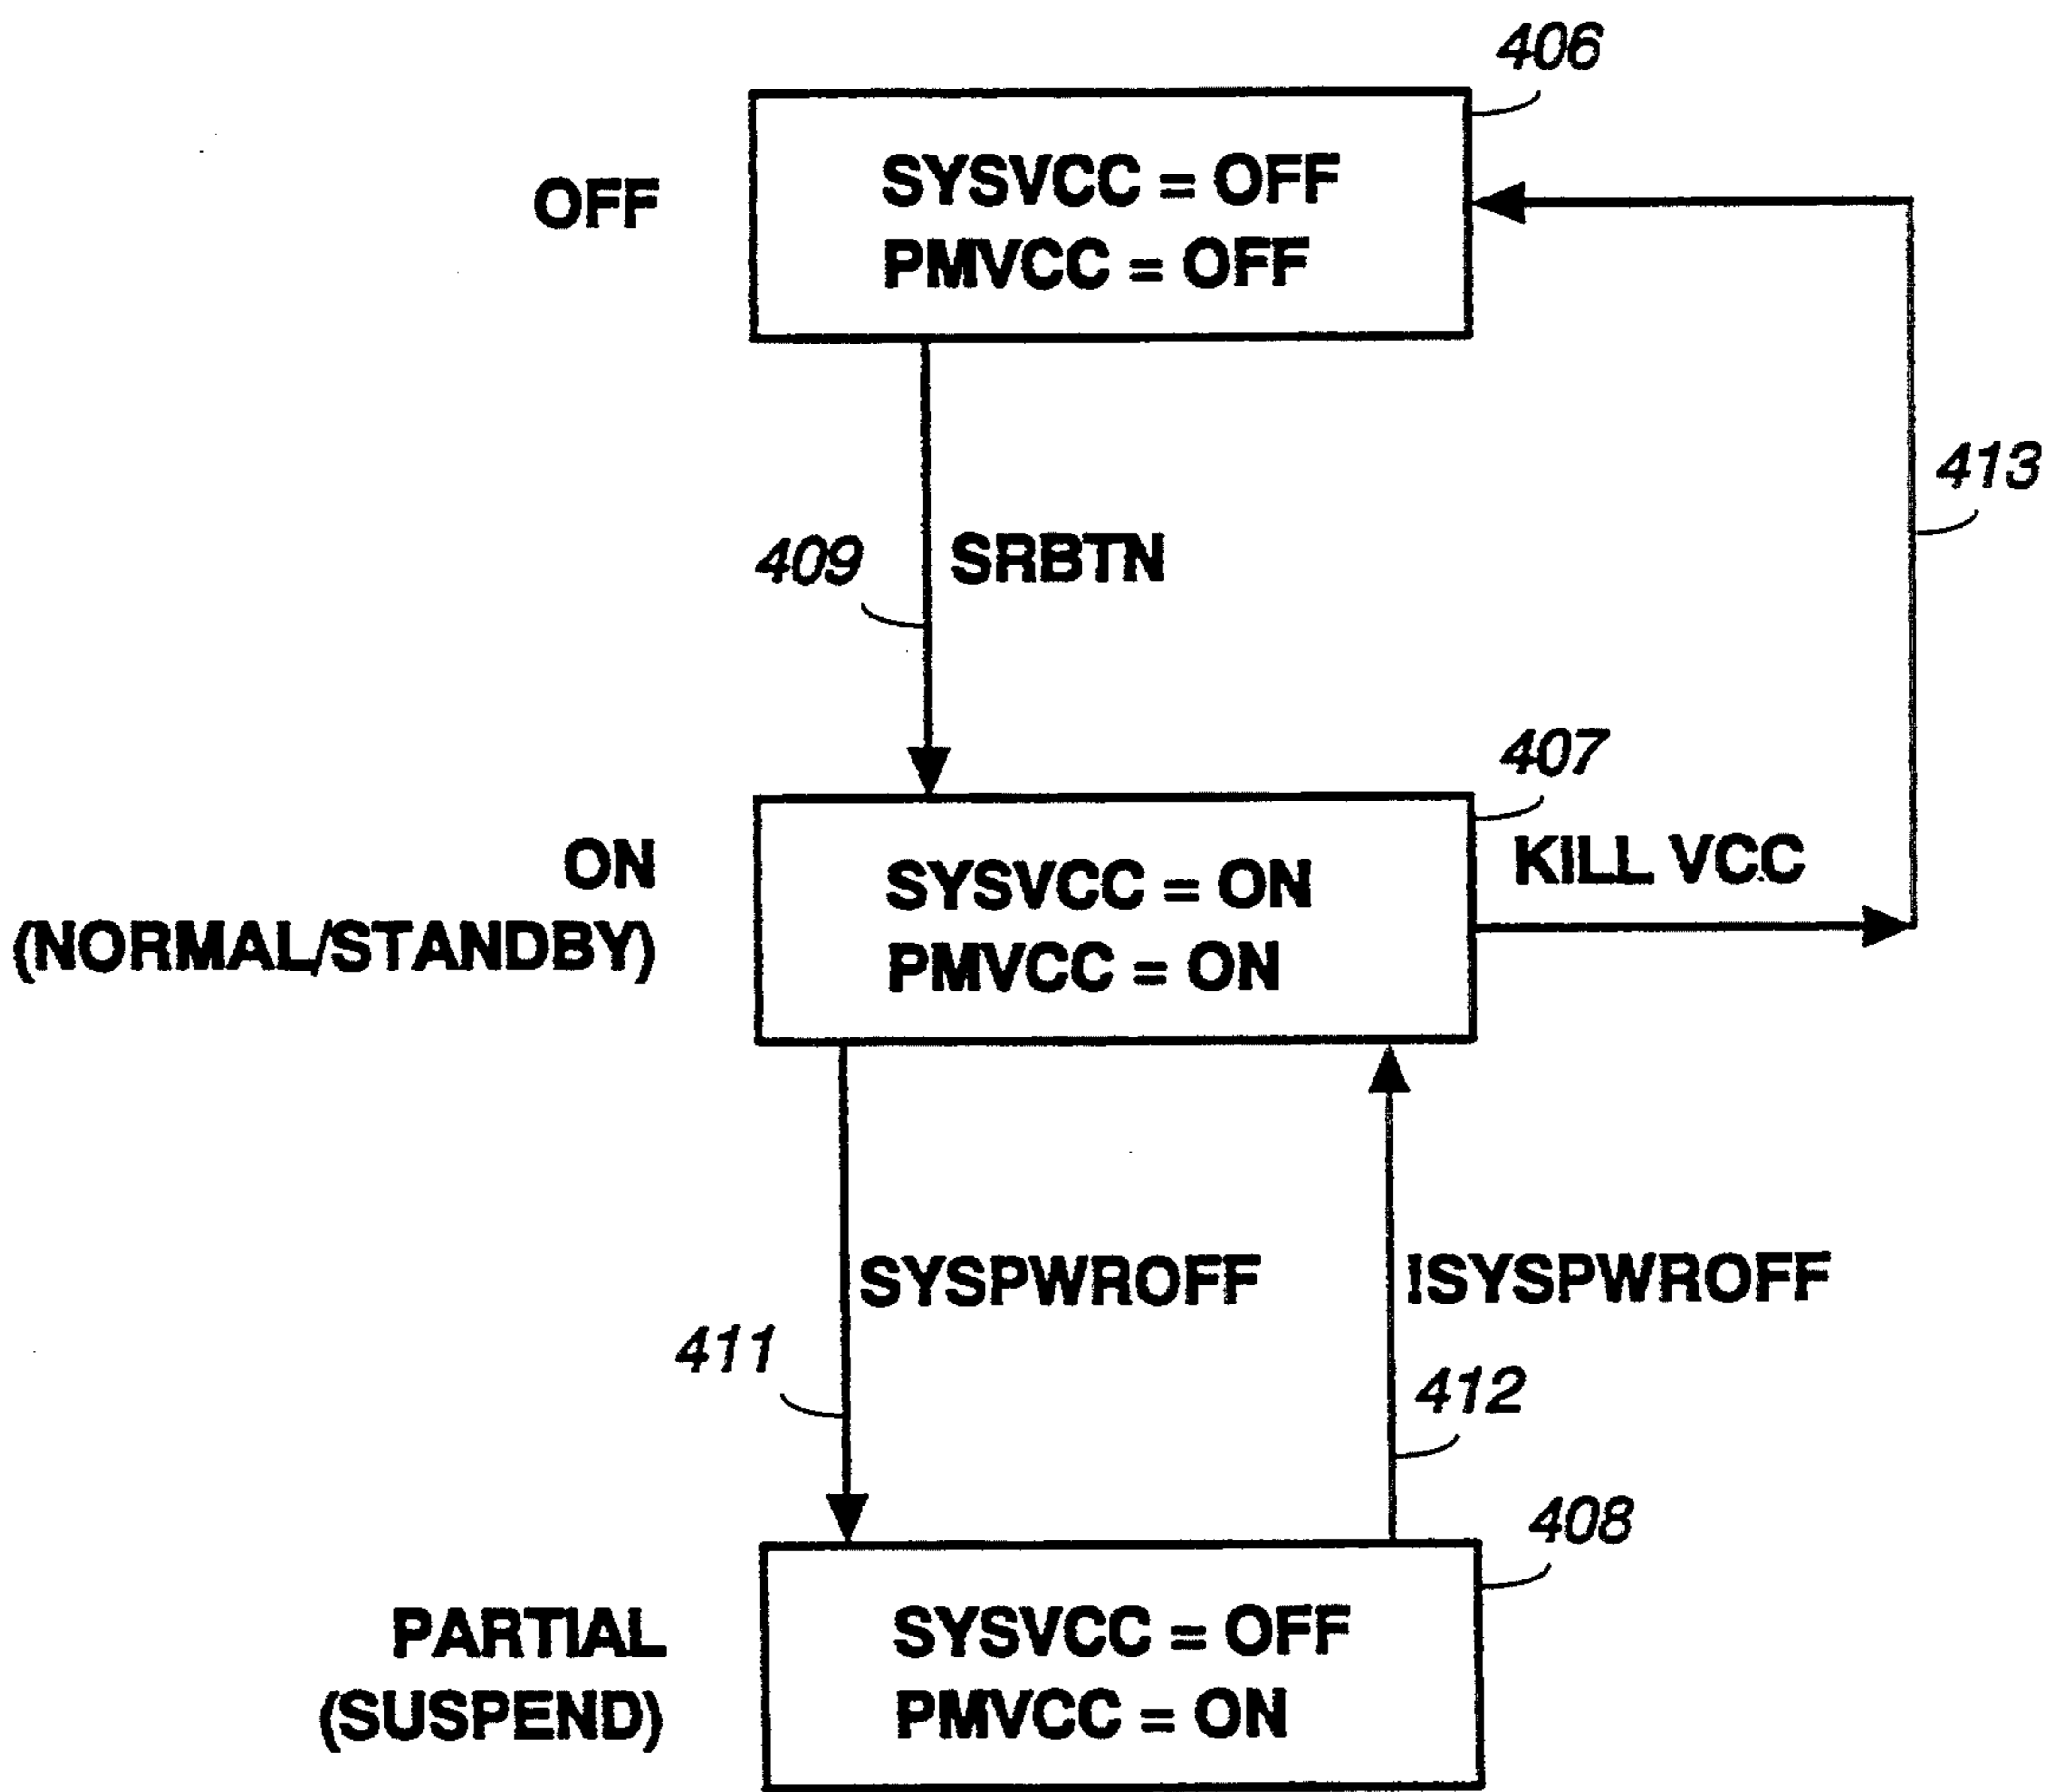 406
OFF
SYSVCC = OFF
PMVCC = OFF
413
409
SRBTN
407
ON
(NORMAL/STANDBY)
SYSVCC = ON
PMVCC = ON
KILL VCC
SYSPWROFF
!SYSPWROFF
411
412
408
PARTIAL
(SUSPEND)
SYSVCC = OFF
PMVCC = ON